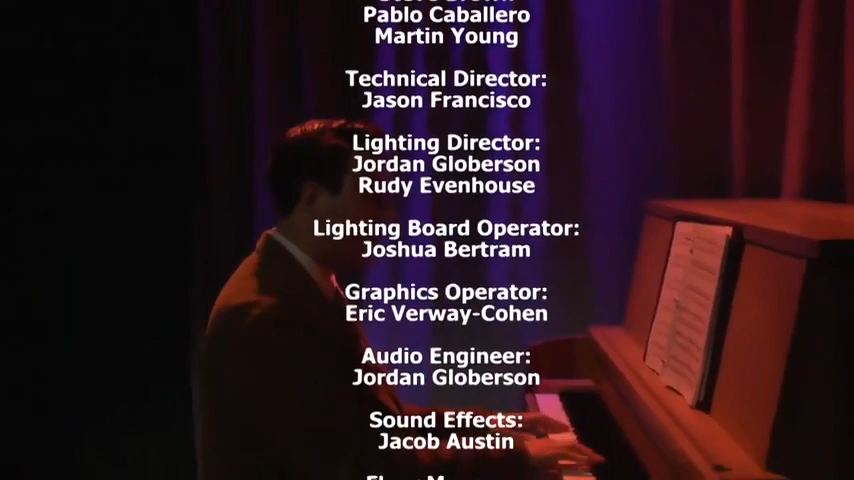 Pablo Caballero
Martin Young
Technical Director:
Jason Francisco
Lighting Director:
Jordan Globerson
Rudy Evenhouse
Lighting Board Operator:
Joshua Bertram
Graphics Operator:
Eric Verway-Cohen
Audio Engineer:
Jordan Globerson
Sound Effects:
Jacob Austin